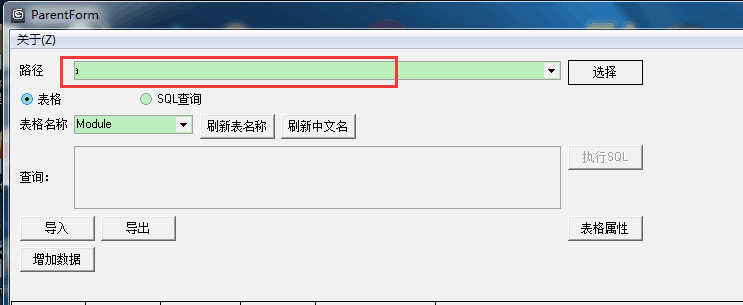 ParentForm
关于(Z)
路径
选择
表格 SQL查询
表格名称 Module 刷新表名称 刷新中文名
执行SQL
查询：
导入 导出 表格属性
增加数据